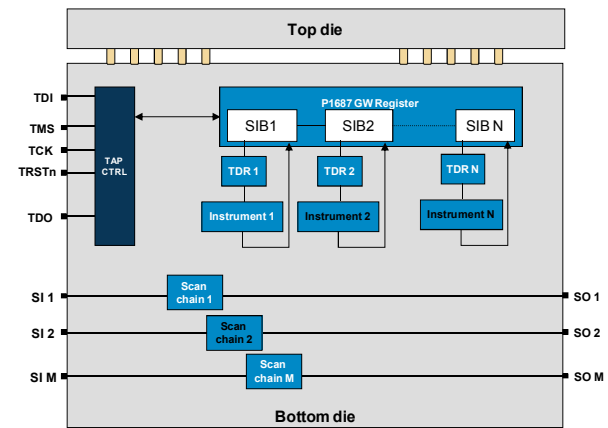 Top die
TDI
TMS
TCK
TRSTn
TDO
TAP
CTRL
P1687 GW Register
SIB1
SIB2
SIB N
TDR 1
TDR 2
TDR N
Instrument 1
Instrument 2
Instrument N
SI 1
Scan
chain 1
SO 1
SI 2
Scan
chain 2
SO 2
SI M
Scan
chain M
SO M
Bottom die